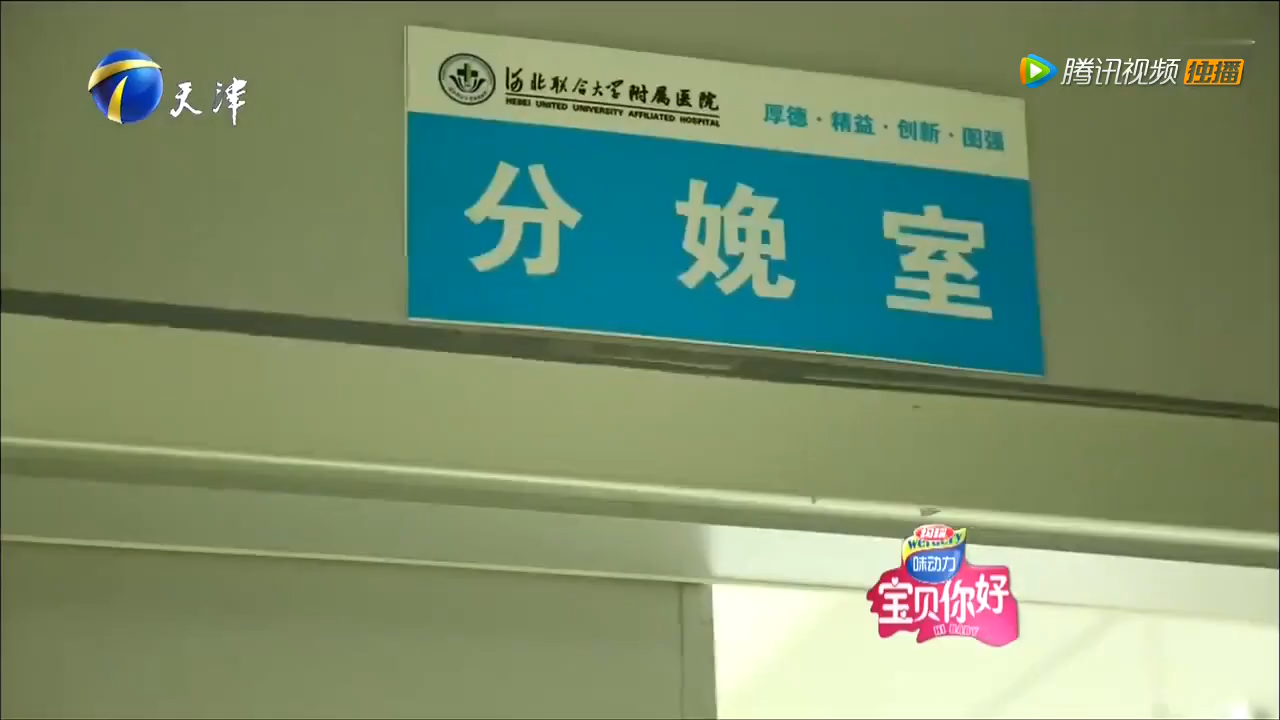 天津
腾讯视频 独播
河北联合大学附属医院
HEBEI UNITED UNIVERSITY AFFILIATED HOSPITAL
厚德·精益·创新·图强
分娩室
味动力
宝贝你好
HI BABY